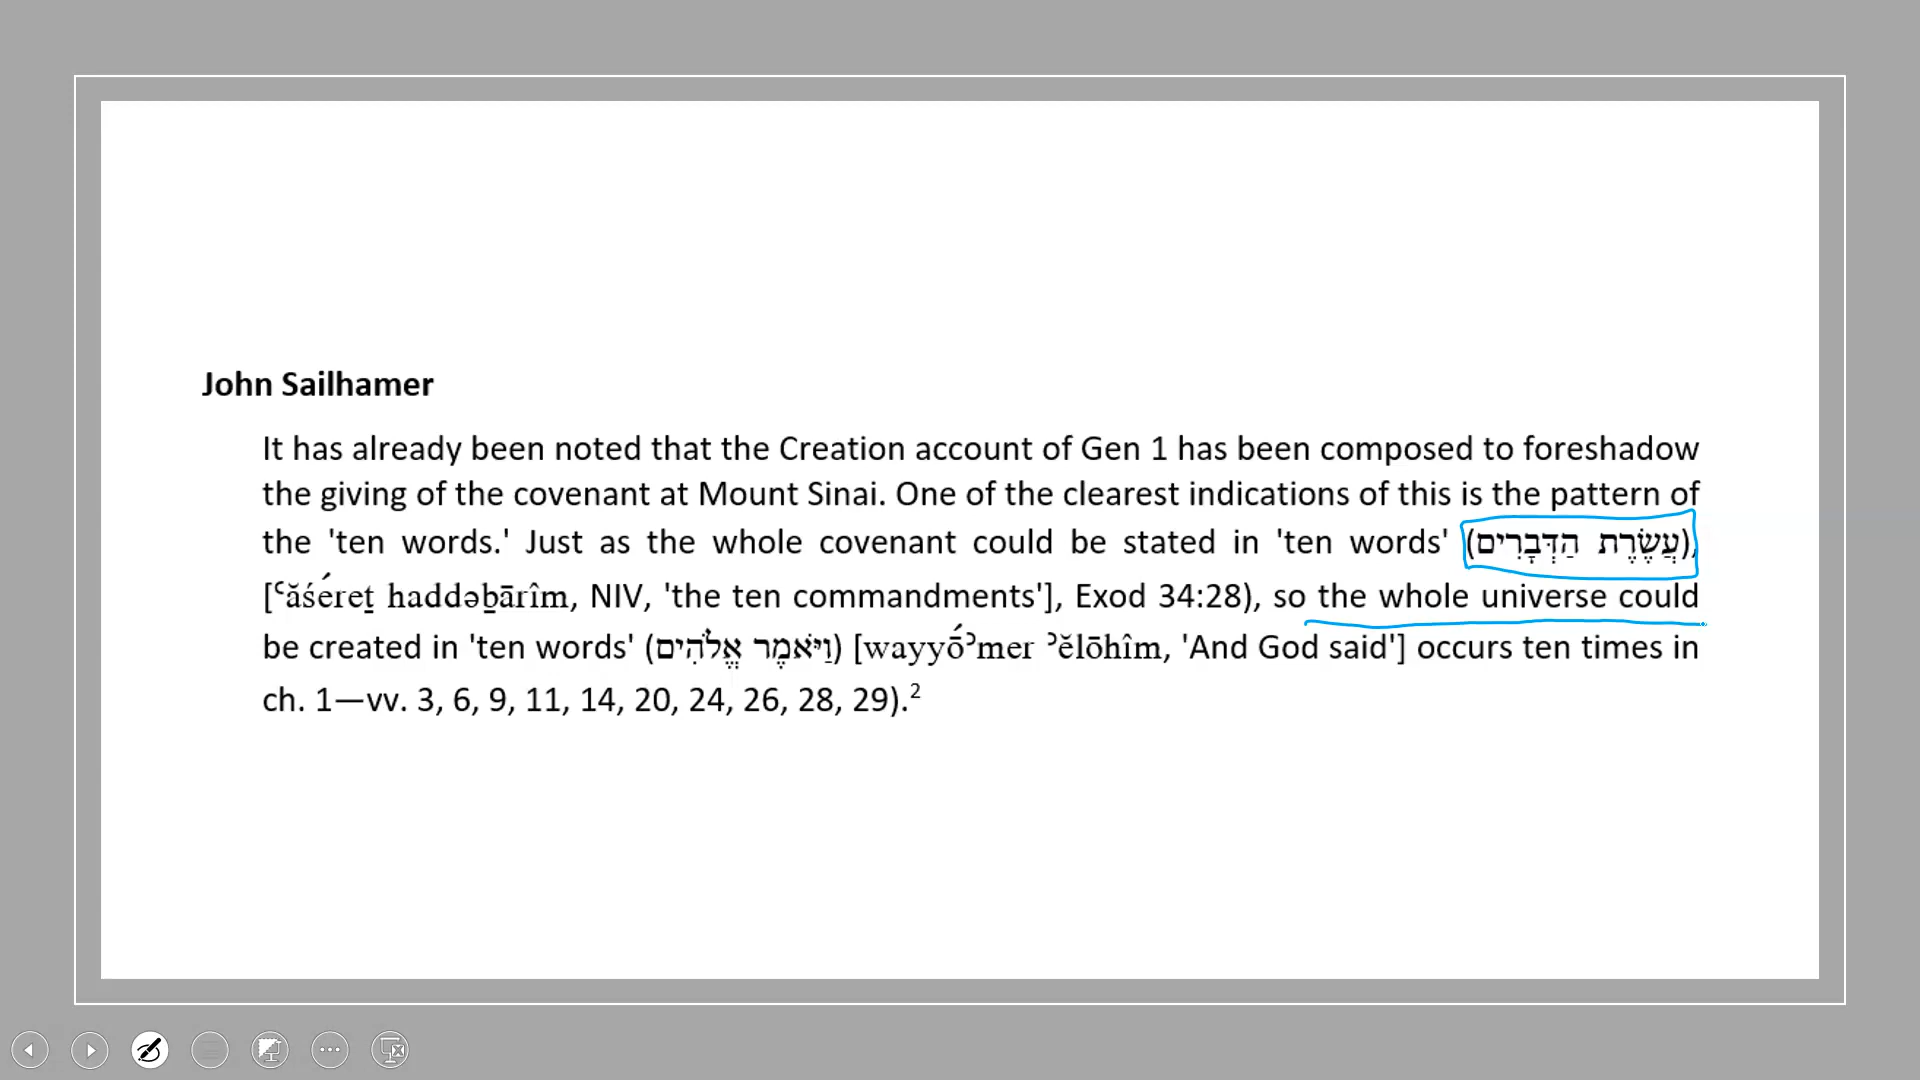 John Sailhamer
It has already been noted that the Creation account of Gen 1 has been composed to foreshadow
the giving of the covenant at Mount Sinai. One of the clearest indications of this is the pattern of
the 'ten words.' Just as the whole covenant could be stated in 'ten words' (עֲשֶׂרֶת הַדְּבָרִים),
[ʿăśéreṯ haddəḇārîm, NIV, 'the ten commandments'], Exod 34:28), so the whole universe could
be created in 'ten words' (וַיֹּאמֶר אֱלֹהִים) [wayyṓʾmer ʾĕlōhîm, 'And God said'] occurs ten times in
ch. 1—vv. 3, 6, 9, 11, 14, 20, 24, 26, 28, 29).²